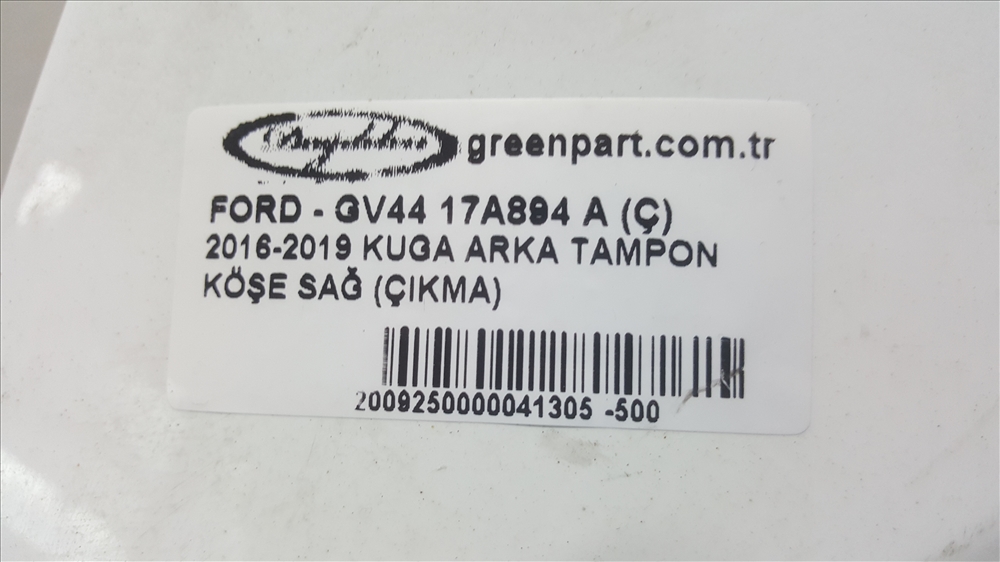 greenpart.com.tr
FORD - GV44 17A894 A (Ç)
2016-2019 KUGA ARKA TAMPON
KÖŞE SAĞ (ÇIKMA)
2009250000041305 -500